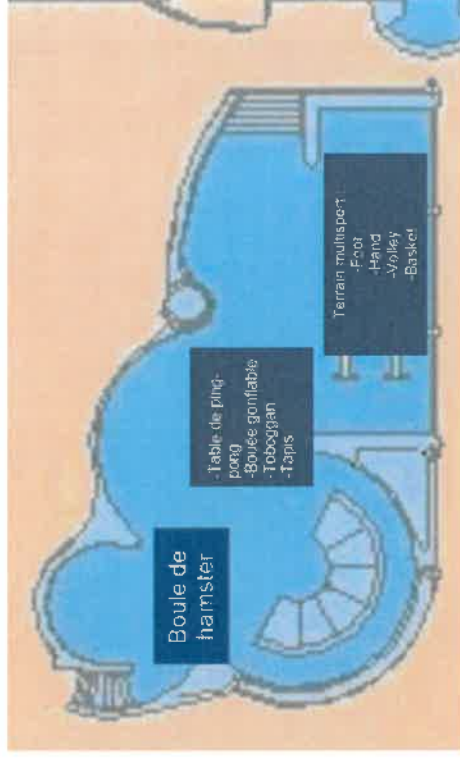 Boule de
hamster
-Table de ping-
pong
-Bouée gonflable
-Toboggan
-Tapis
Terrain multisport :
-Foot
-Hand
-Volley
-Basket